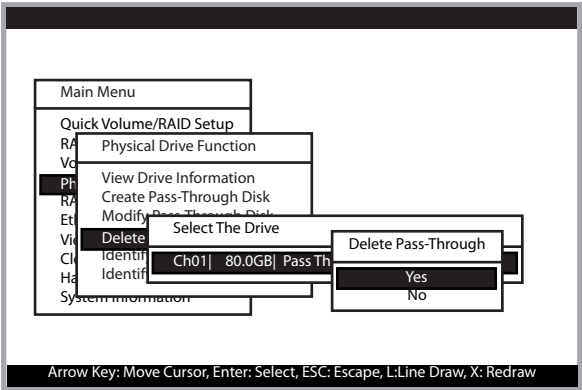 Main Menu
Quick Volume/RAID Setup
RA
Vo
Ph
RA
Et
Vi
Cl
Ha
System Information
Physical Drive Function
View Drive Information
Create Pass-Through Disk
Modify Pass-Through Disk
Delete
Identif
Identif
Select The Drive
Ch01| 80.0GB| Pass Th
Delete Pass-Through
Yes
No
Arrow Key: Move Cursor, Enter: Select, ESC: Escape, L:Line Draw, X: Redraw